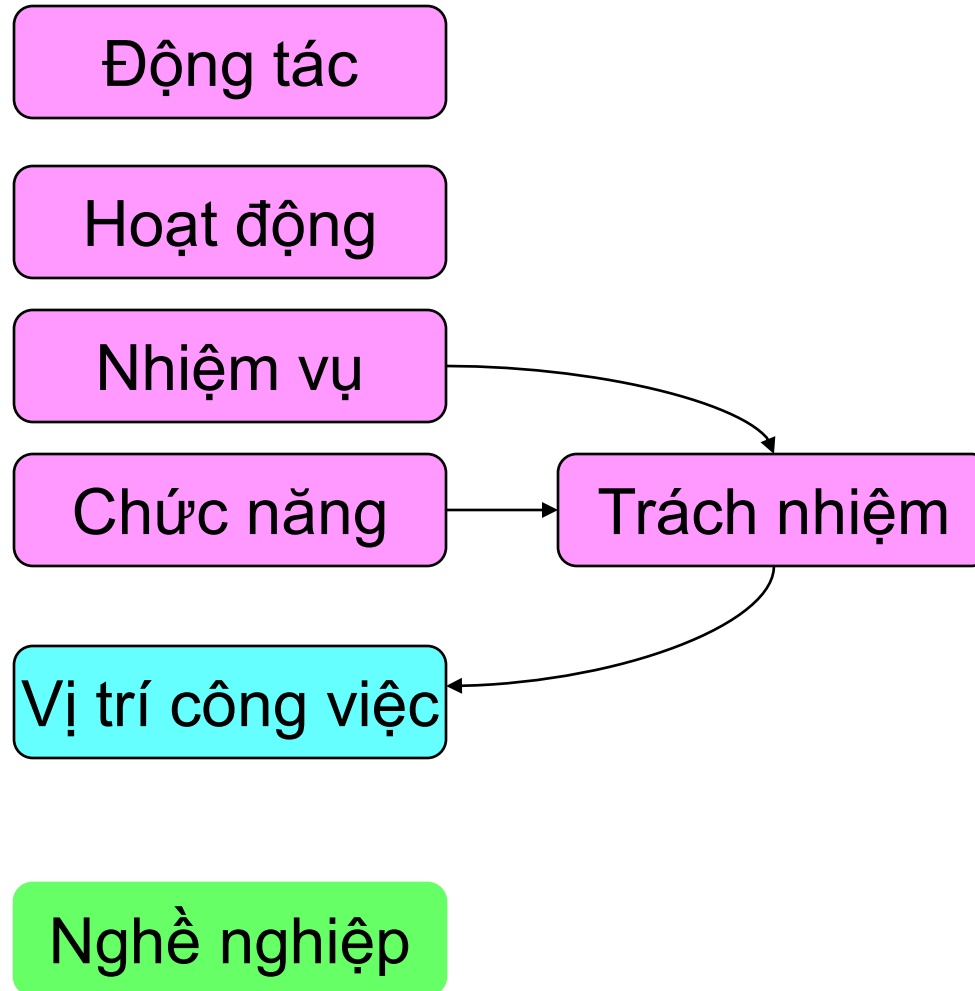 Động tác
Hoạt động
Nhiệm vụ
Chức năng
Trách nhiệm
Vị trí công việc
Nghề nghiệp